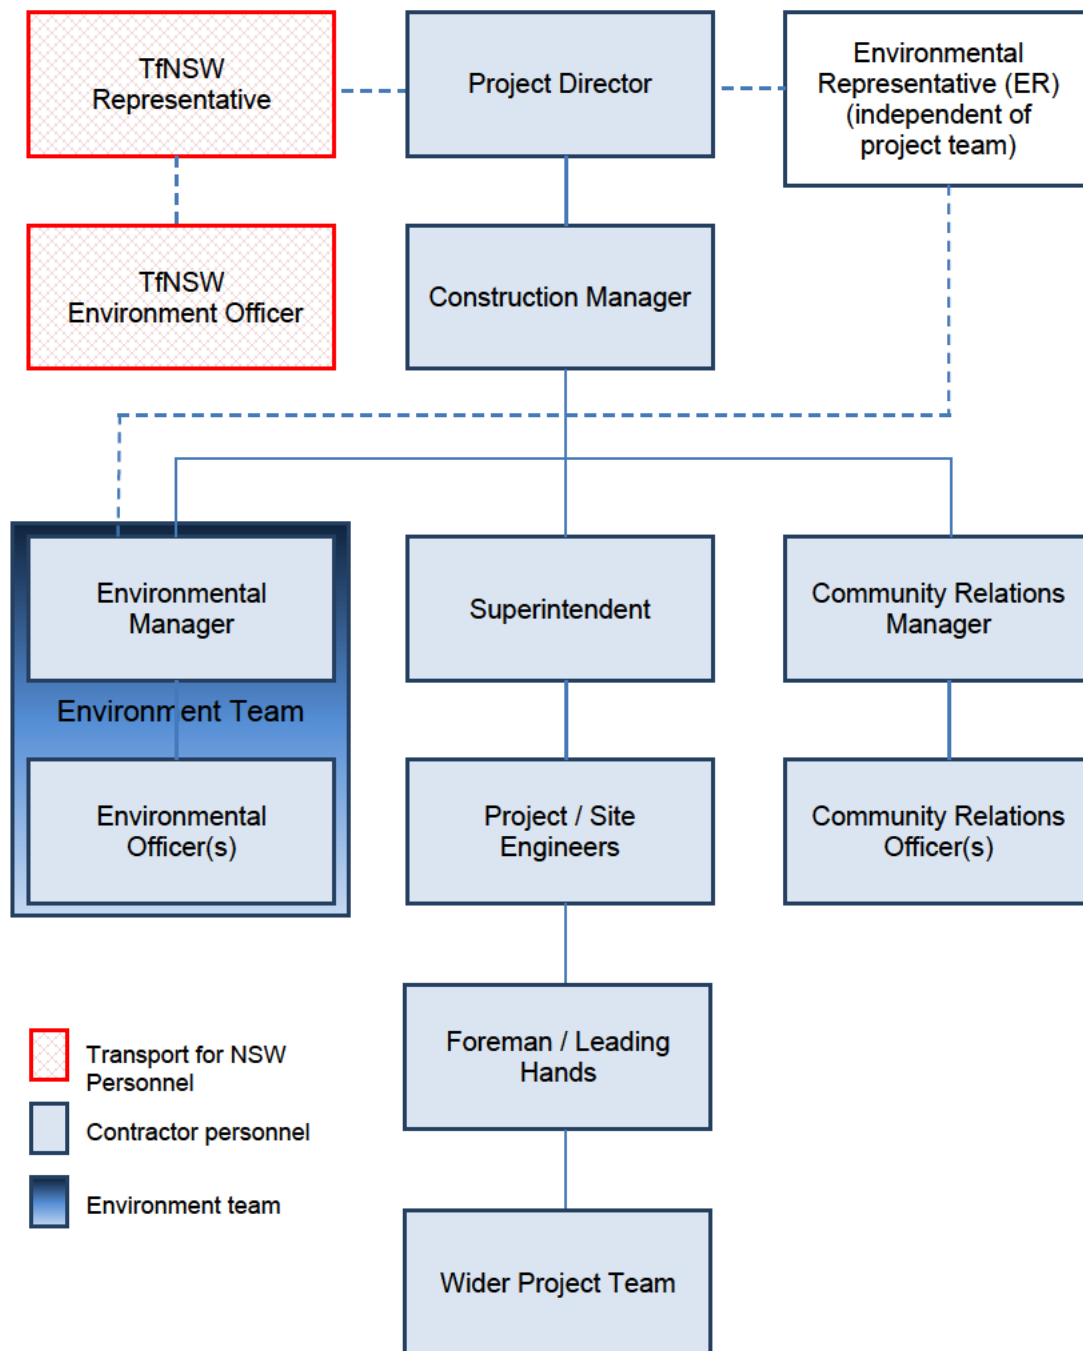 TfNSW
Representative
Project Director
Environmental
Representative (ER)
(independent of
project team)
TfNSW
Environment Officer
Construction Manager
Environmental
Manager
Superintendent
Community Relations
Manager
Environment Team
Environmental
Officer(s)
Project / Site
Engineers
Community Relations
Officer(s)
Foreman / Leading
Hands
Transport for NSW
Personnel
Contractor personnel
Environment team
Wider Project Team